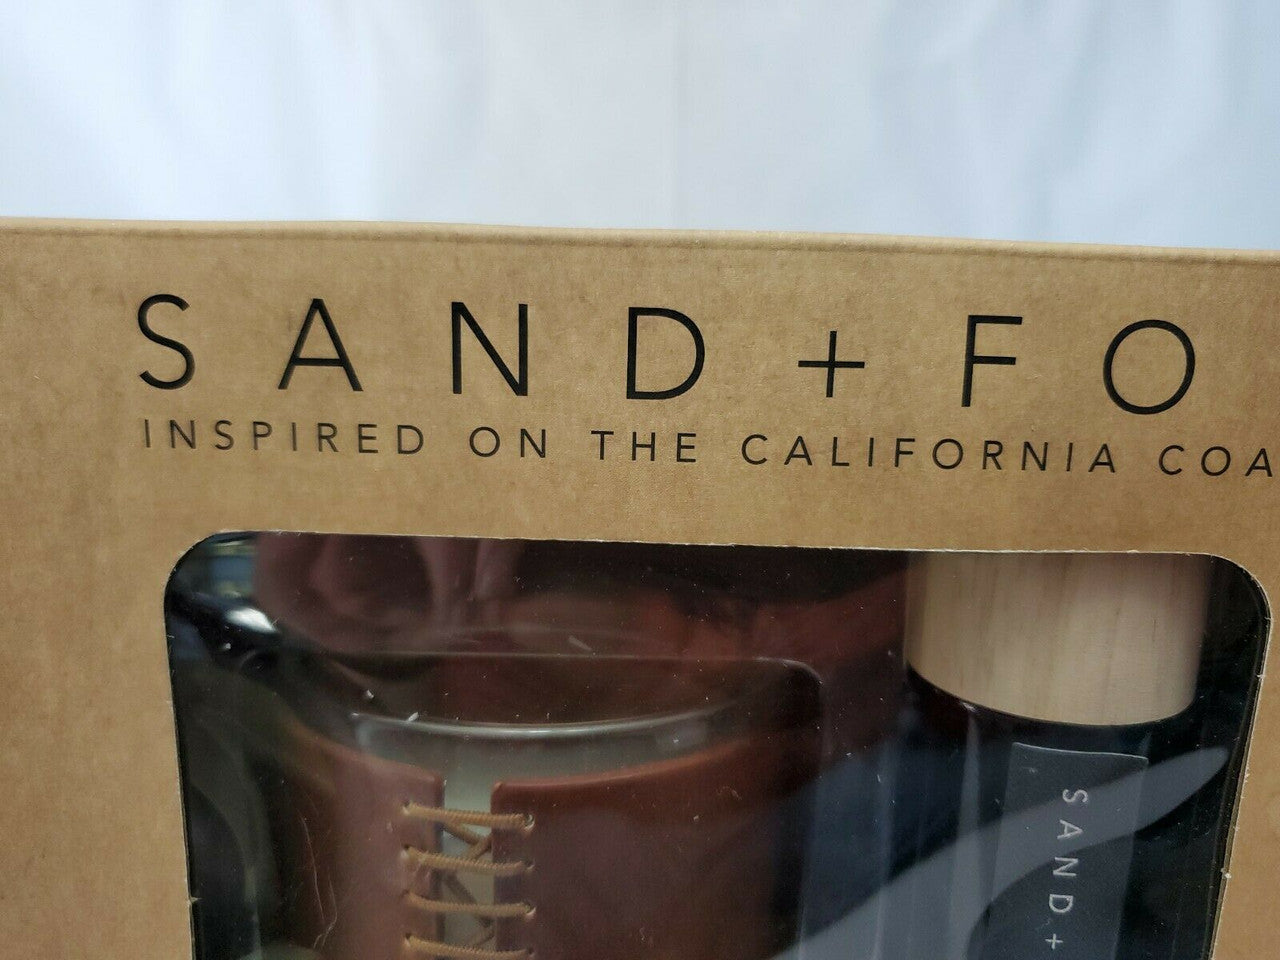 SAND + FO
INSPIRED ON THE CALIFORNIA COA
SAND +